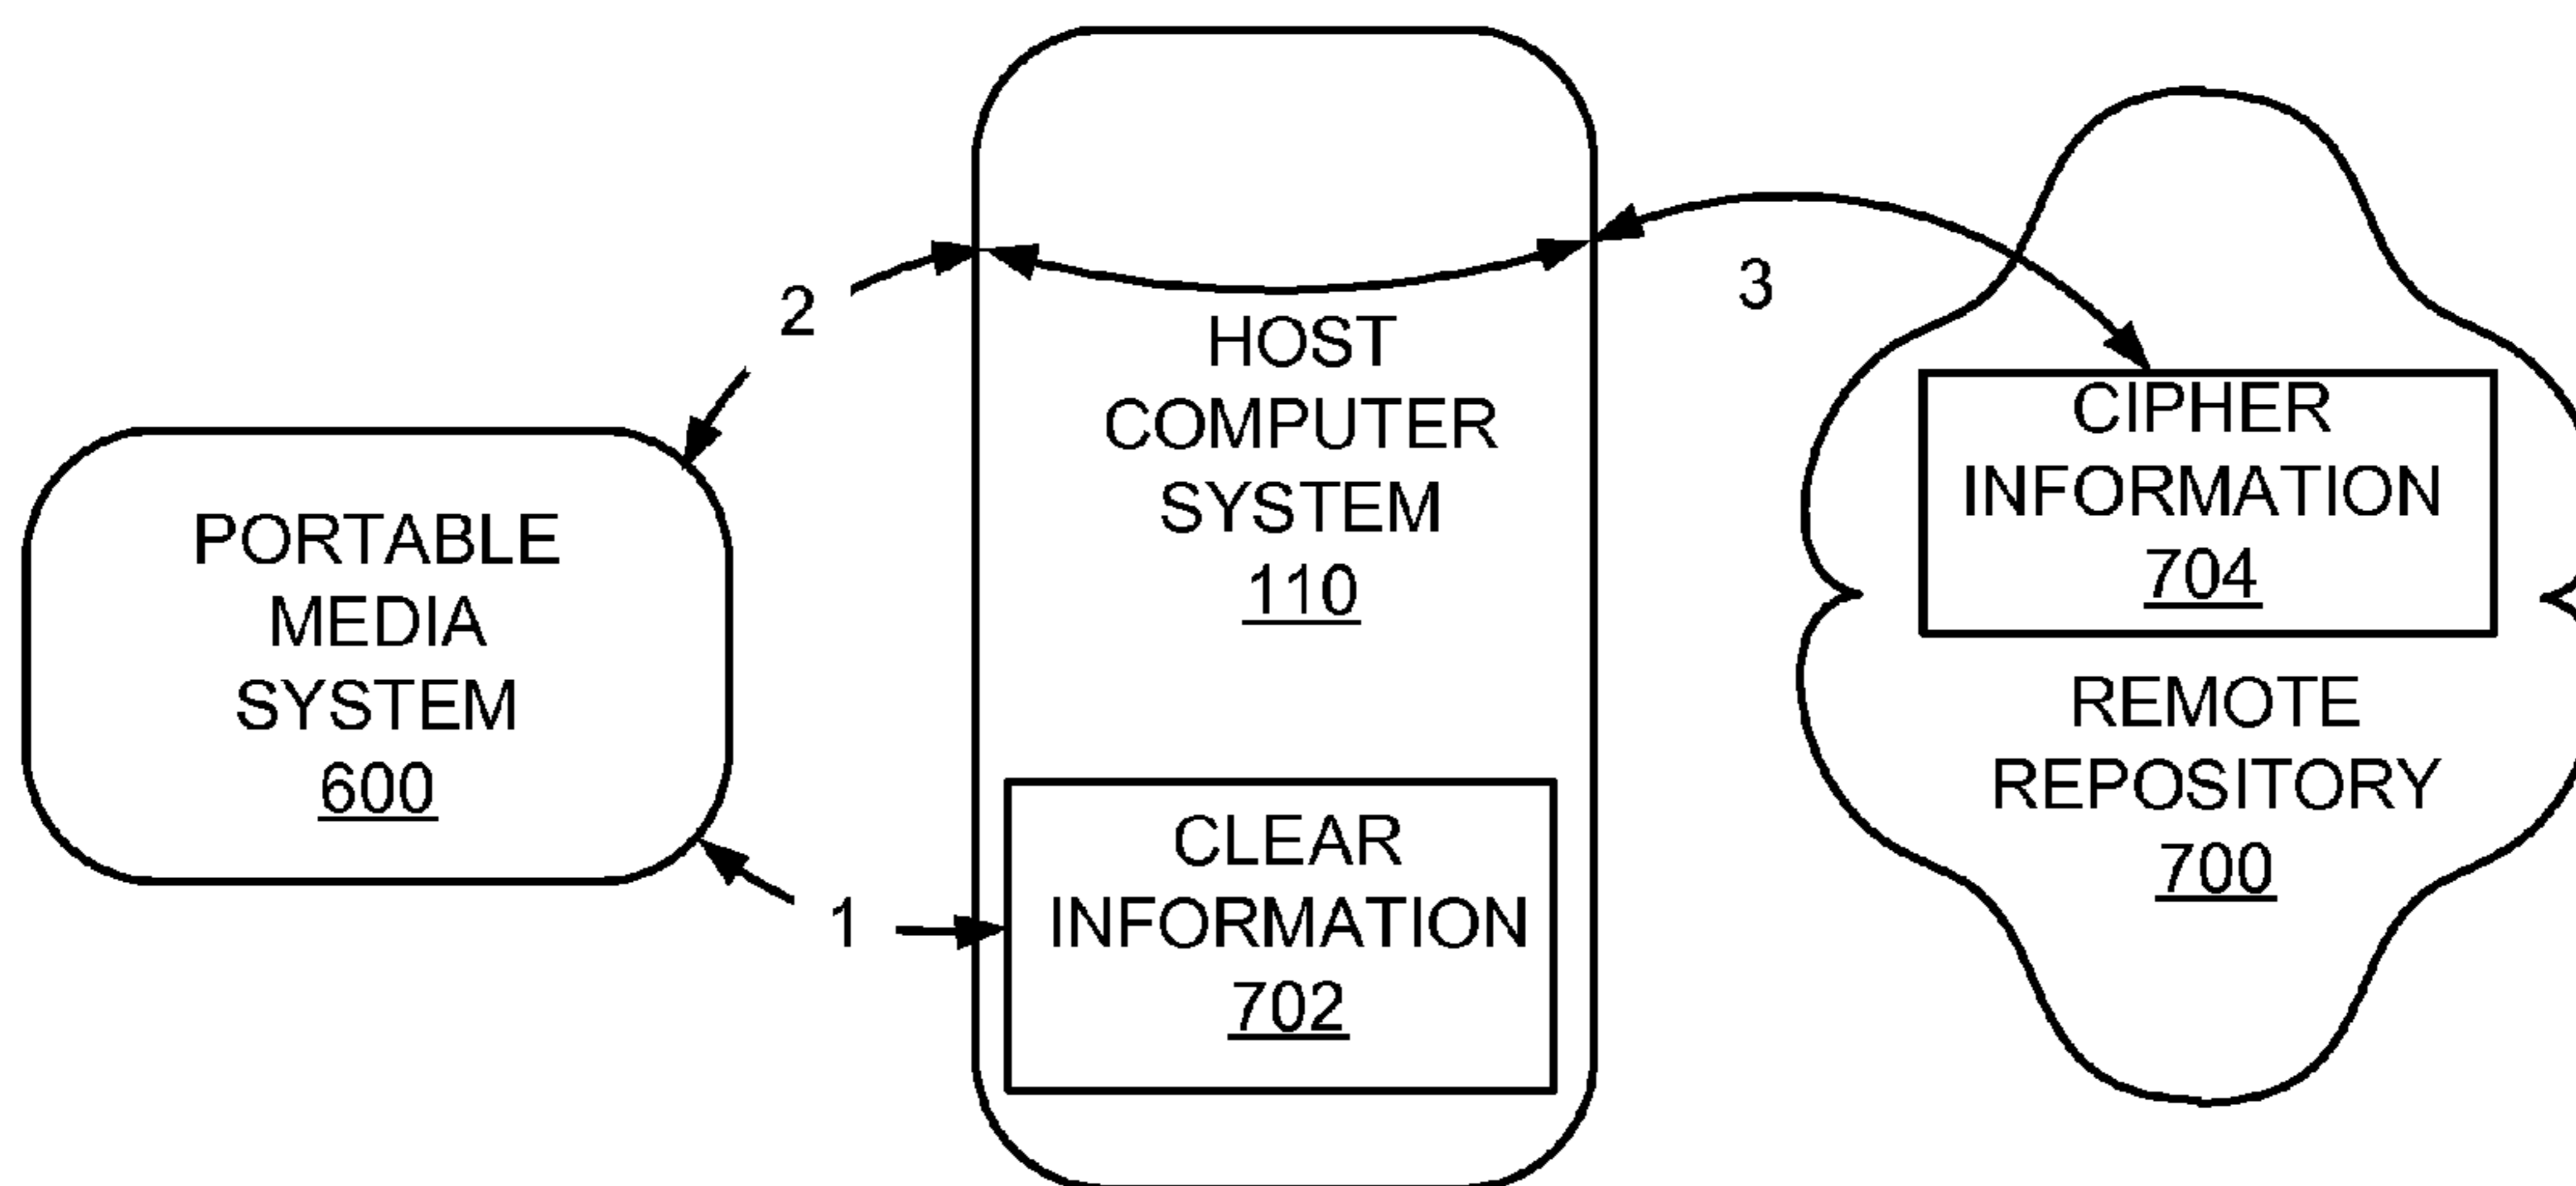 PORTABLE
MEDIA
SYSTEM
600
2
1
HOST
COMPUTER
SYSTEM
110
CLEAR
INFORMATION
702
3
CIPHER
INFORMATION
704
REMOTE
REPOSITORY
700